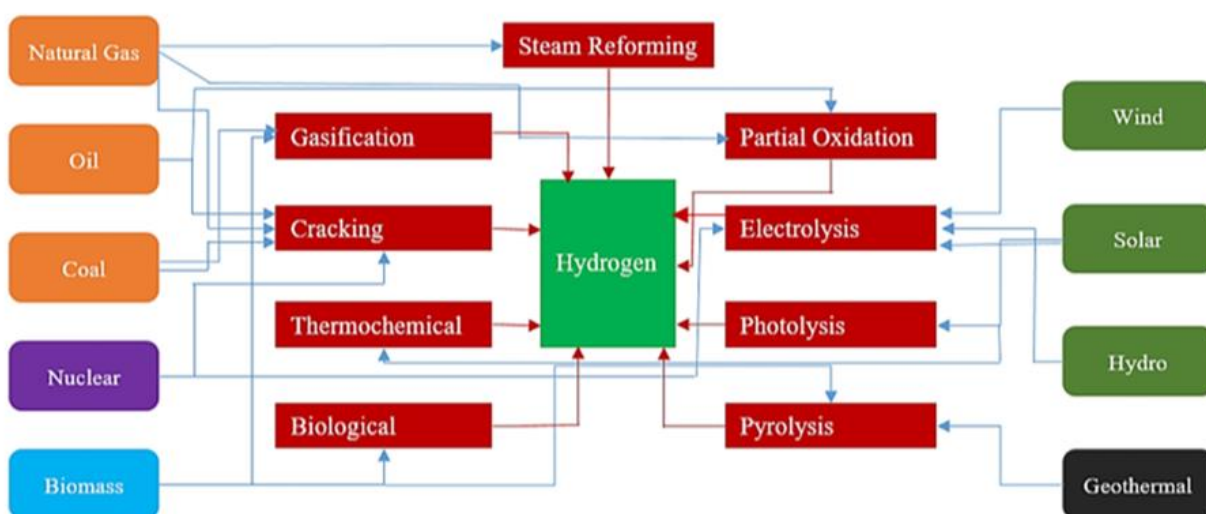 Natural Gas
Steam Reforming
Wind
Gasification
Partial Oxidation
Oil
Cracking
Electrolysis
Solar
Coal
Hydrogen
Thermochemical
Photolysis
Nuclear
Hydro
Biological
Pyrolysis
Biomass
Geothermal